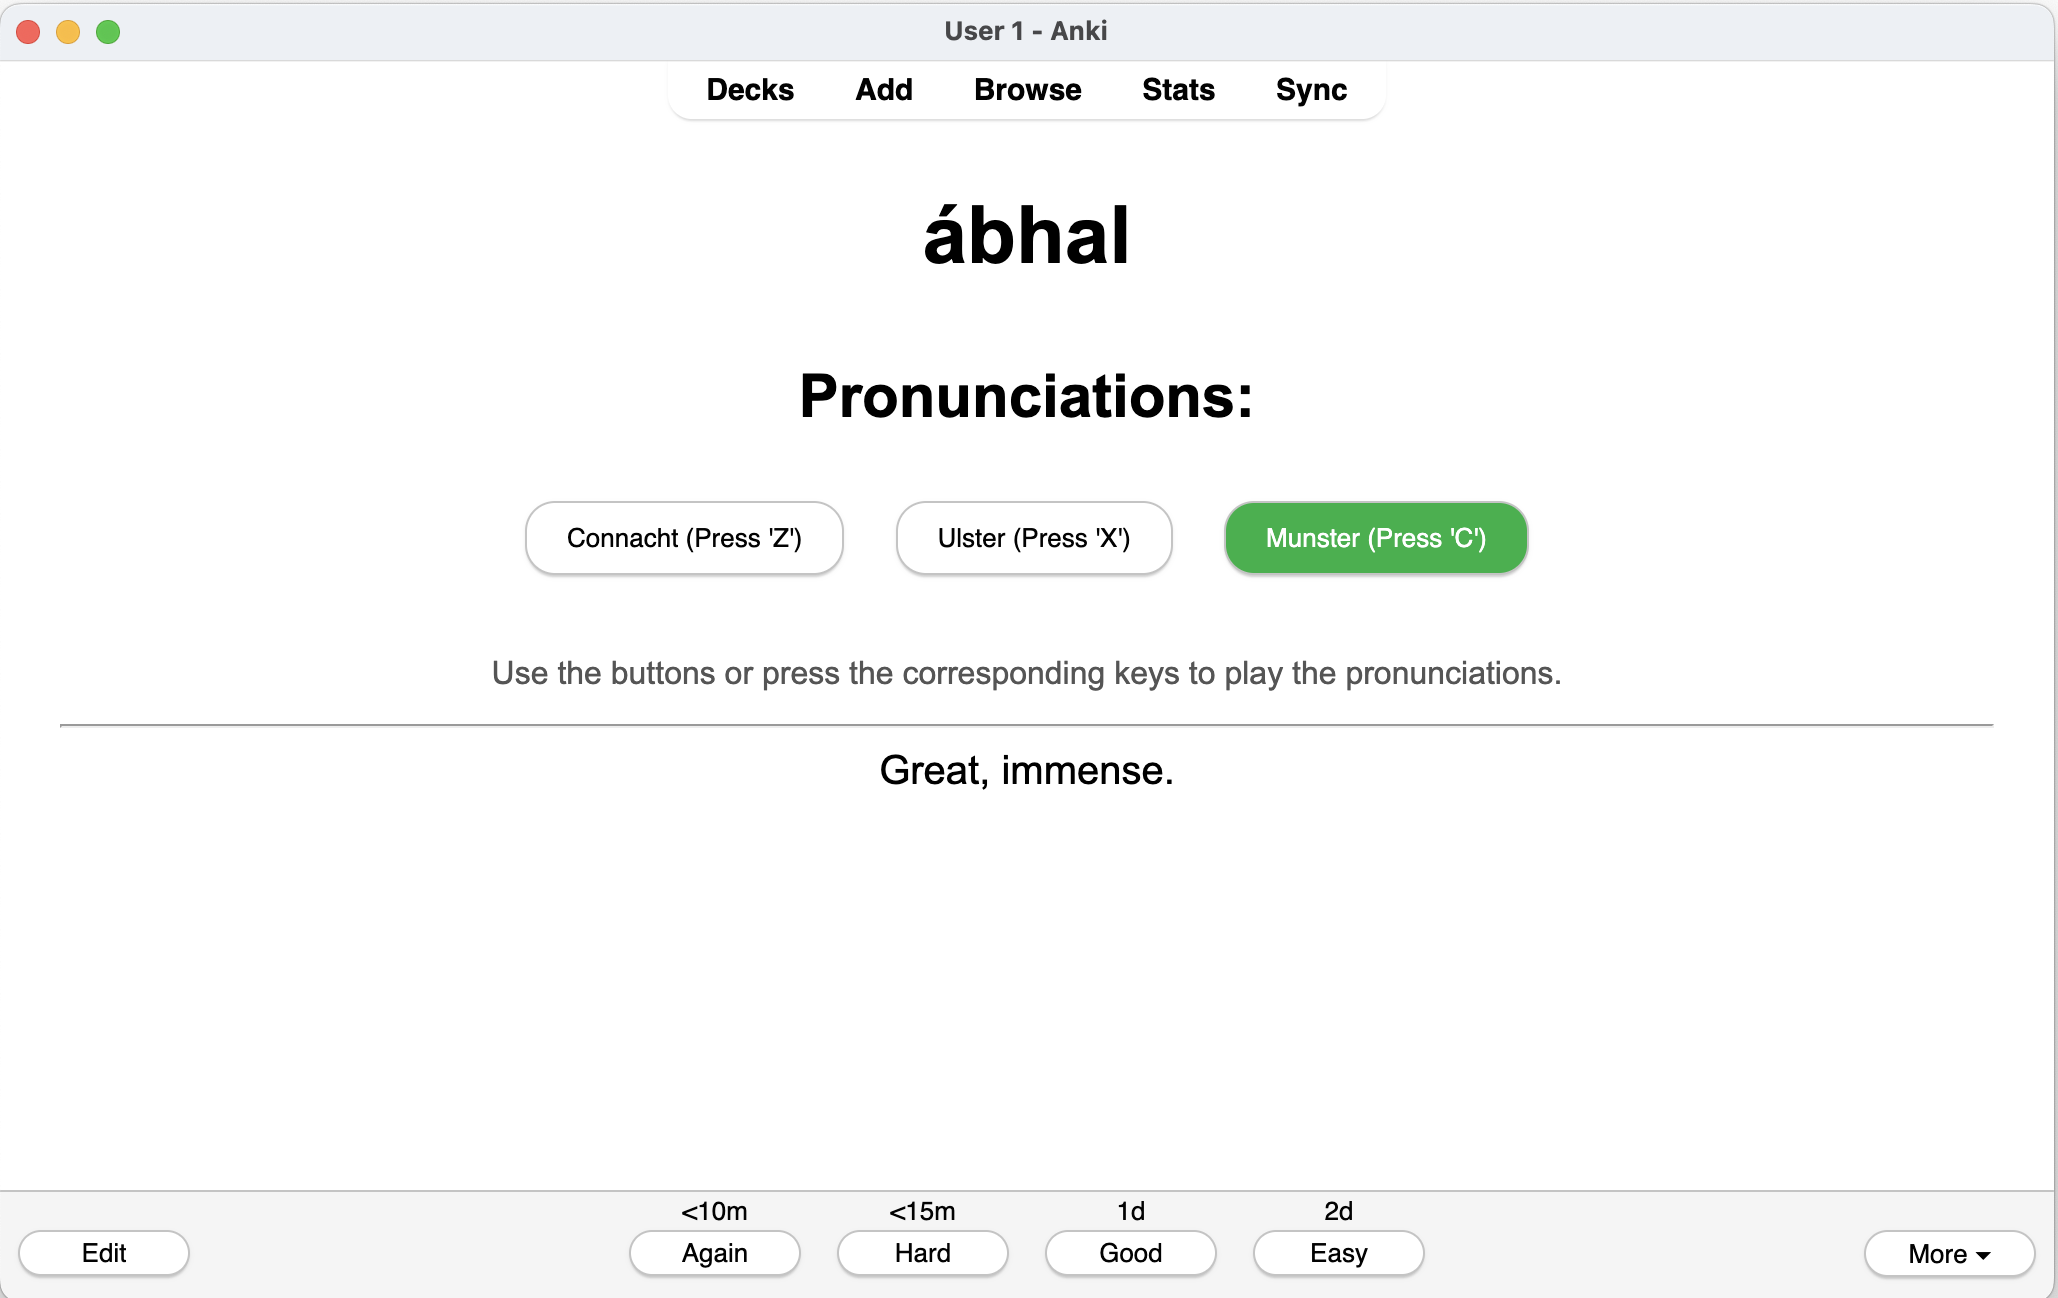 User 1 - Anki
Decks Add Browse Stats Sync
ábhal
Pronunciations:
Connacht (Press 'Z') Ulster (Press 'X') Munster (Press 'C')
Use the buttons or press the corresponding keys to play the pronunciations.
Great, immense.
<10m <15m 1d 2d
Edit Again Hard Good Easy More